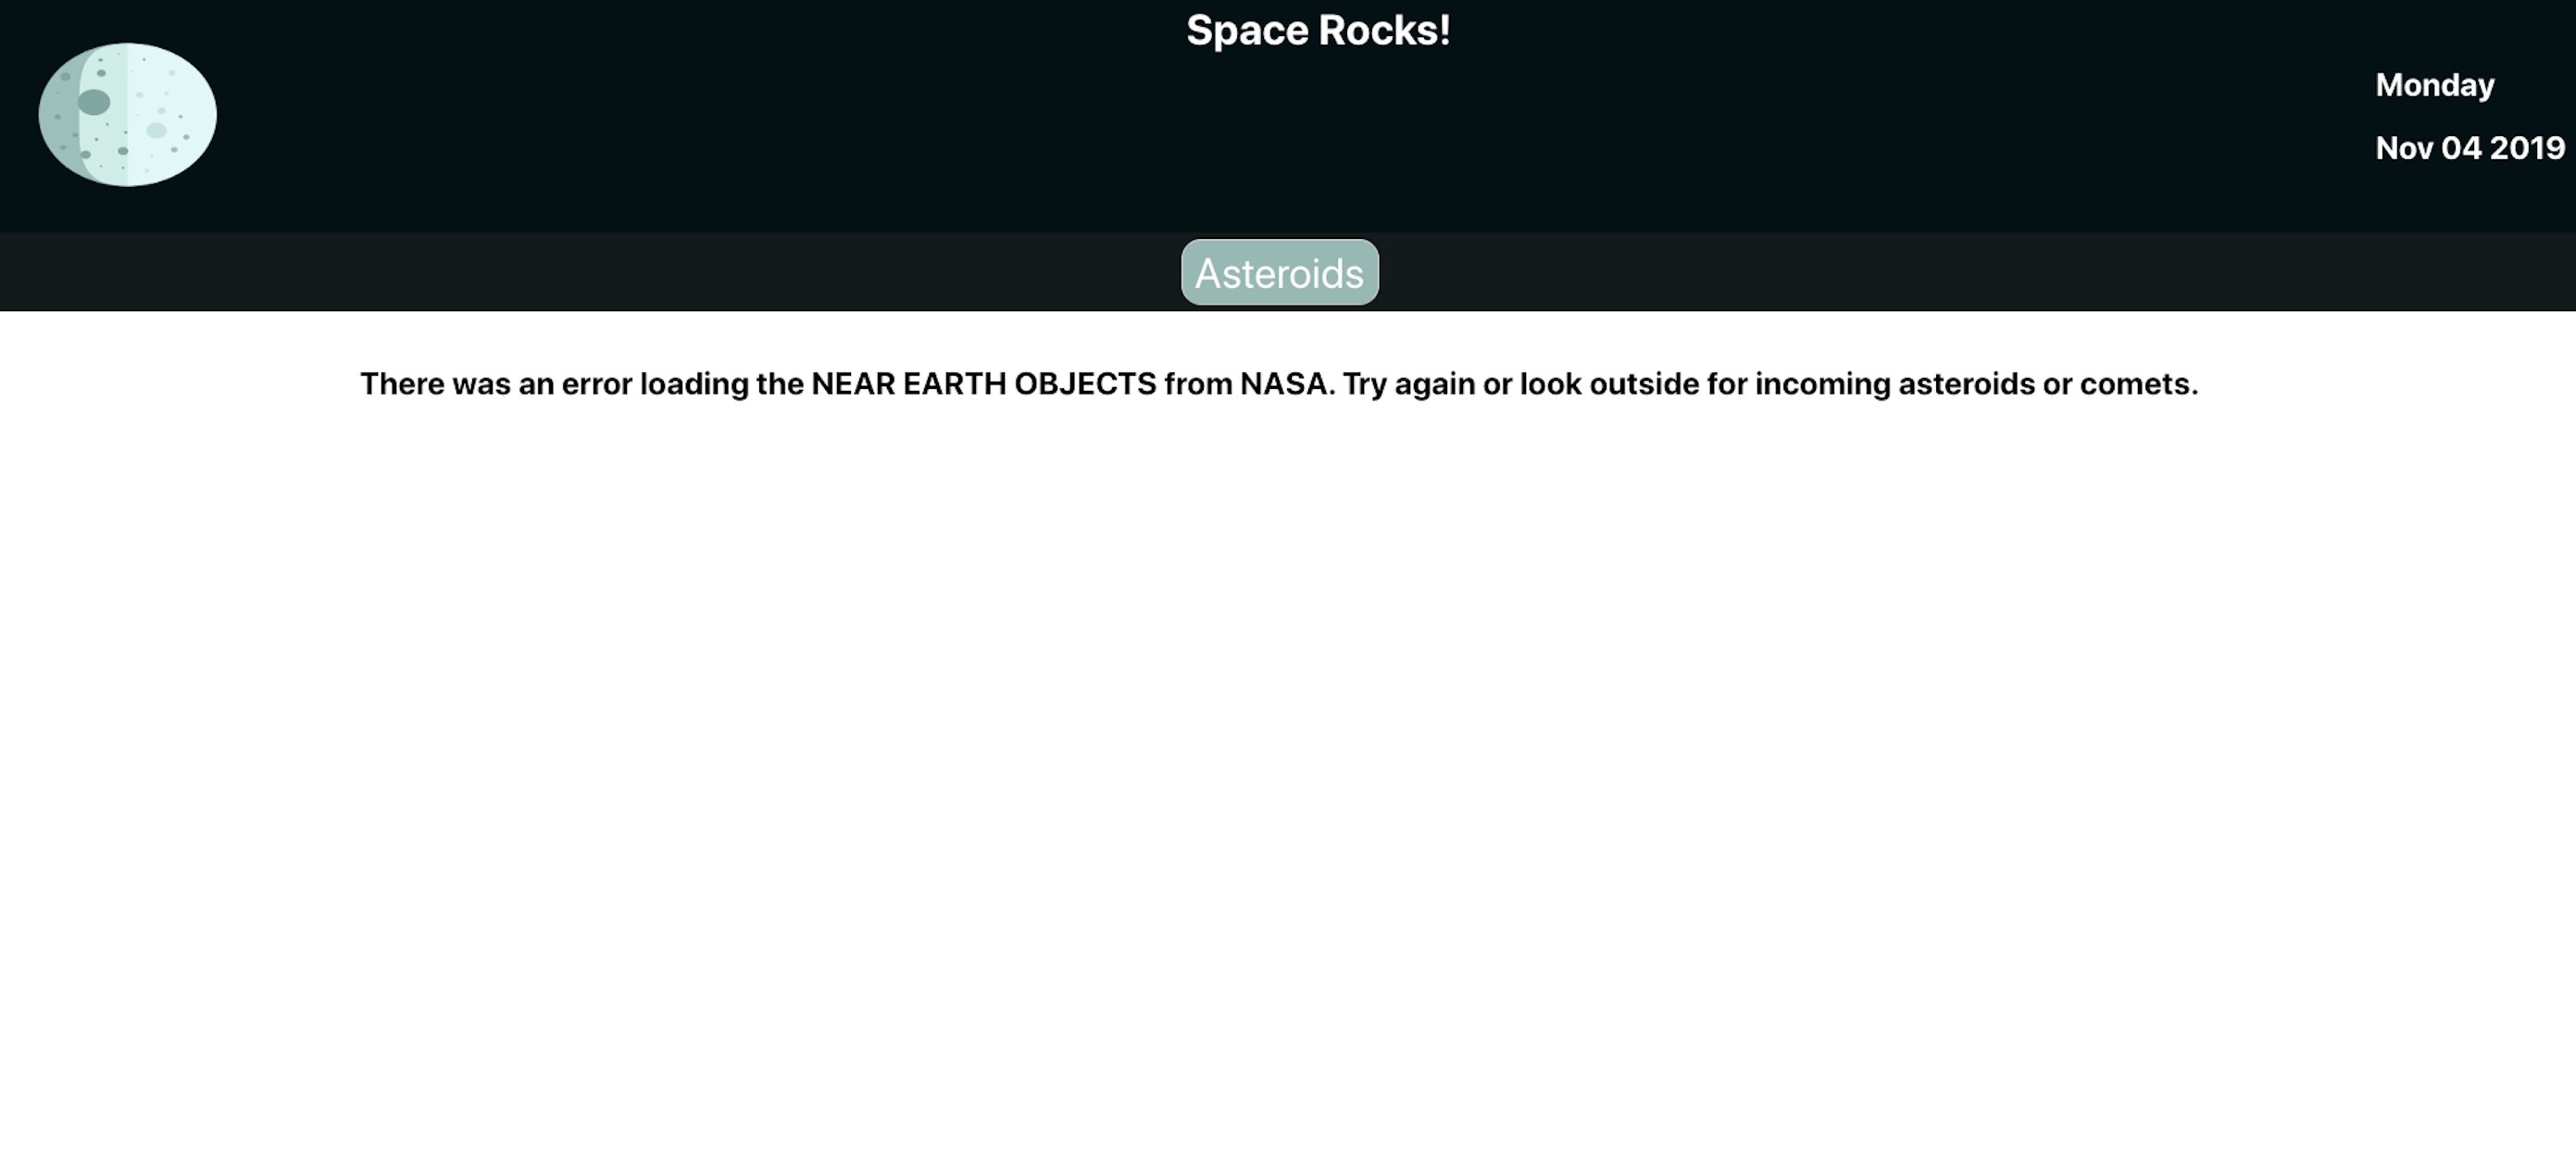 Space Rocks!
Monday
Nov 04 2019
Asteroids
There was an error loading the NEAR EARTH OBJECTS from NASA. Try again or look outside for incoming asteroids or comets.